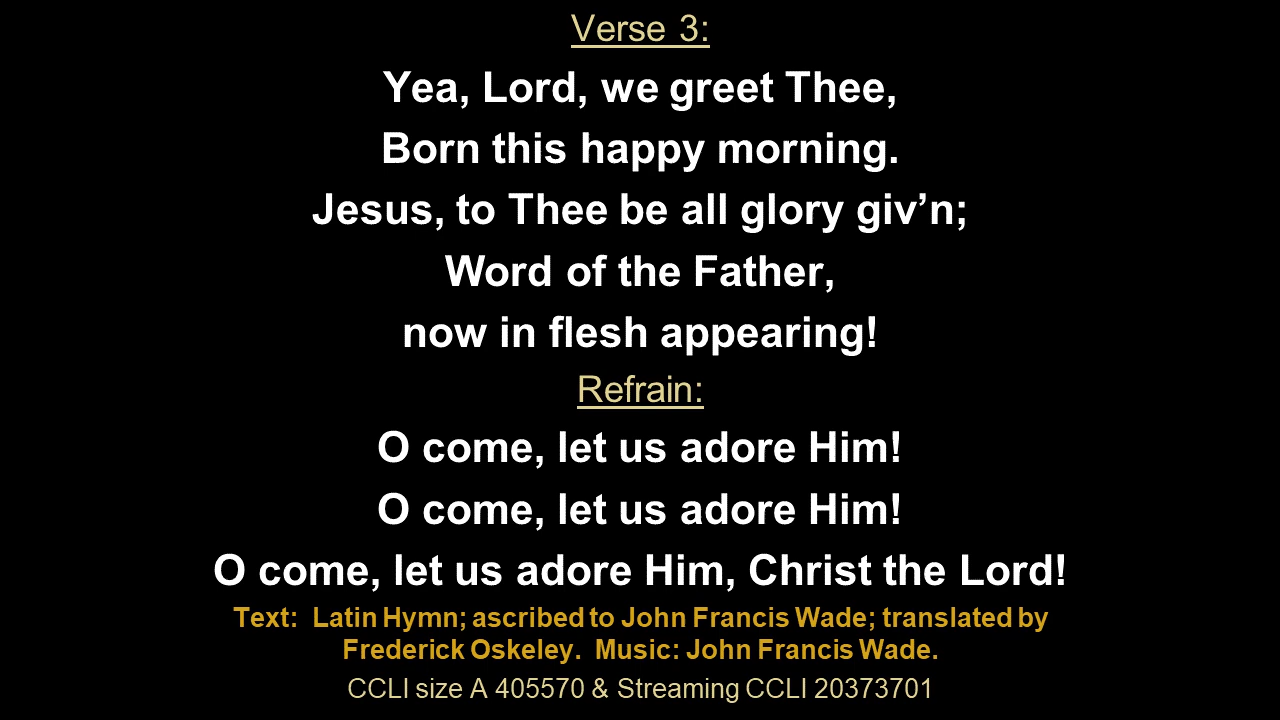 Verse 3:
Yea, Lord, we greet Thee,
Born this happy morning.
Jesus, to Thee be all glory giv’n;
Word of the Father,
now in flesh appearing!
Refrain:
O come, let us adore Him!
O come, let us adore Him!
O come, let us adore Him, Christ the Lord!
Text:  Latin Hymn; ascribed to John Francis Wade; translated by
Frederick Oskeley.  Music: John Francis Wade.
CCLI size A 405570 & Streaming CCLI 20373701